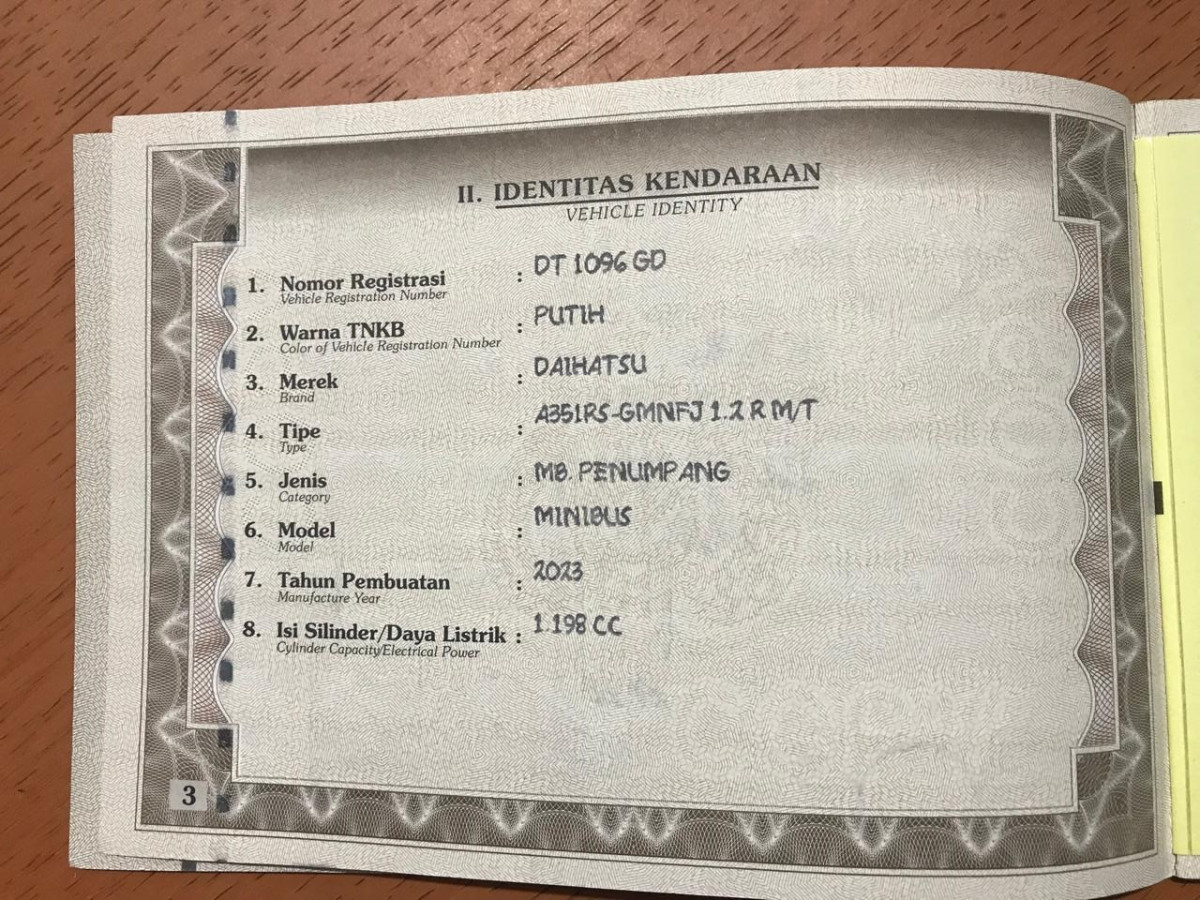 II. IDENTITAS KENDARAAN
VEHICLE IDENTITY
1. Nomor Registrasi : DT 1096 GD
Vehicle Registration Number
2. Warna TNKB : PUTIH
Color of Vehicle Registration Number
3. Merek : DAIHATSU
Brand
4. Tipe : A351RS-GMNFJ 1.2 R M/T
Type
5. Jenis : MB. PENUMPANG
Category
6. Model : MINIBUS
Model
7. Tahun Pembuatan : 2023
Manufacture Year
8. Isi Silinder/Daya Listrik : 1.198 CC
Cylinder Capacity/Electrical Power
3